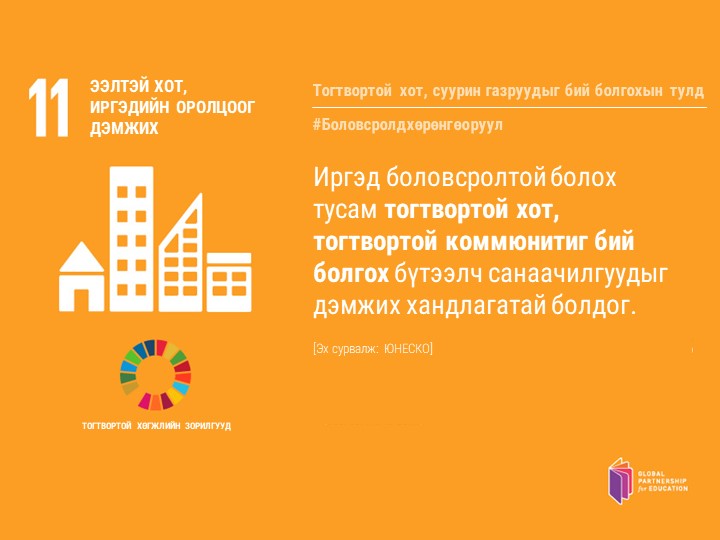 11
ЭЭЛТЭЙ ХОТ,
ИРГЭДИЙН ОРОЛЦООГ
ДЭМЖИХ
ТОГТВОРТОЙ ХӨГЖЛИЙН ЗОРИЛГУУД
Тогтвортой хот, суурин газруудыг бий болгохын тулд
#Боловсролдхөрөнгөоруул
Иргэд боловсролтой болох
тусам тогтвортой хот,
тогтвортой коммюнитиг бий
болгох бүтээлч санаачилгуудыг
дэмжих хандлагатай болдог.
[Эх сурвалж: ЮНЕСКО]
GLOBAL
PARTNERSHIP
for EDUCATION